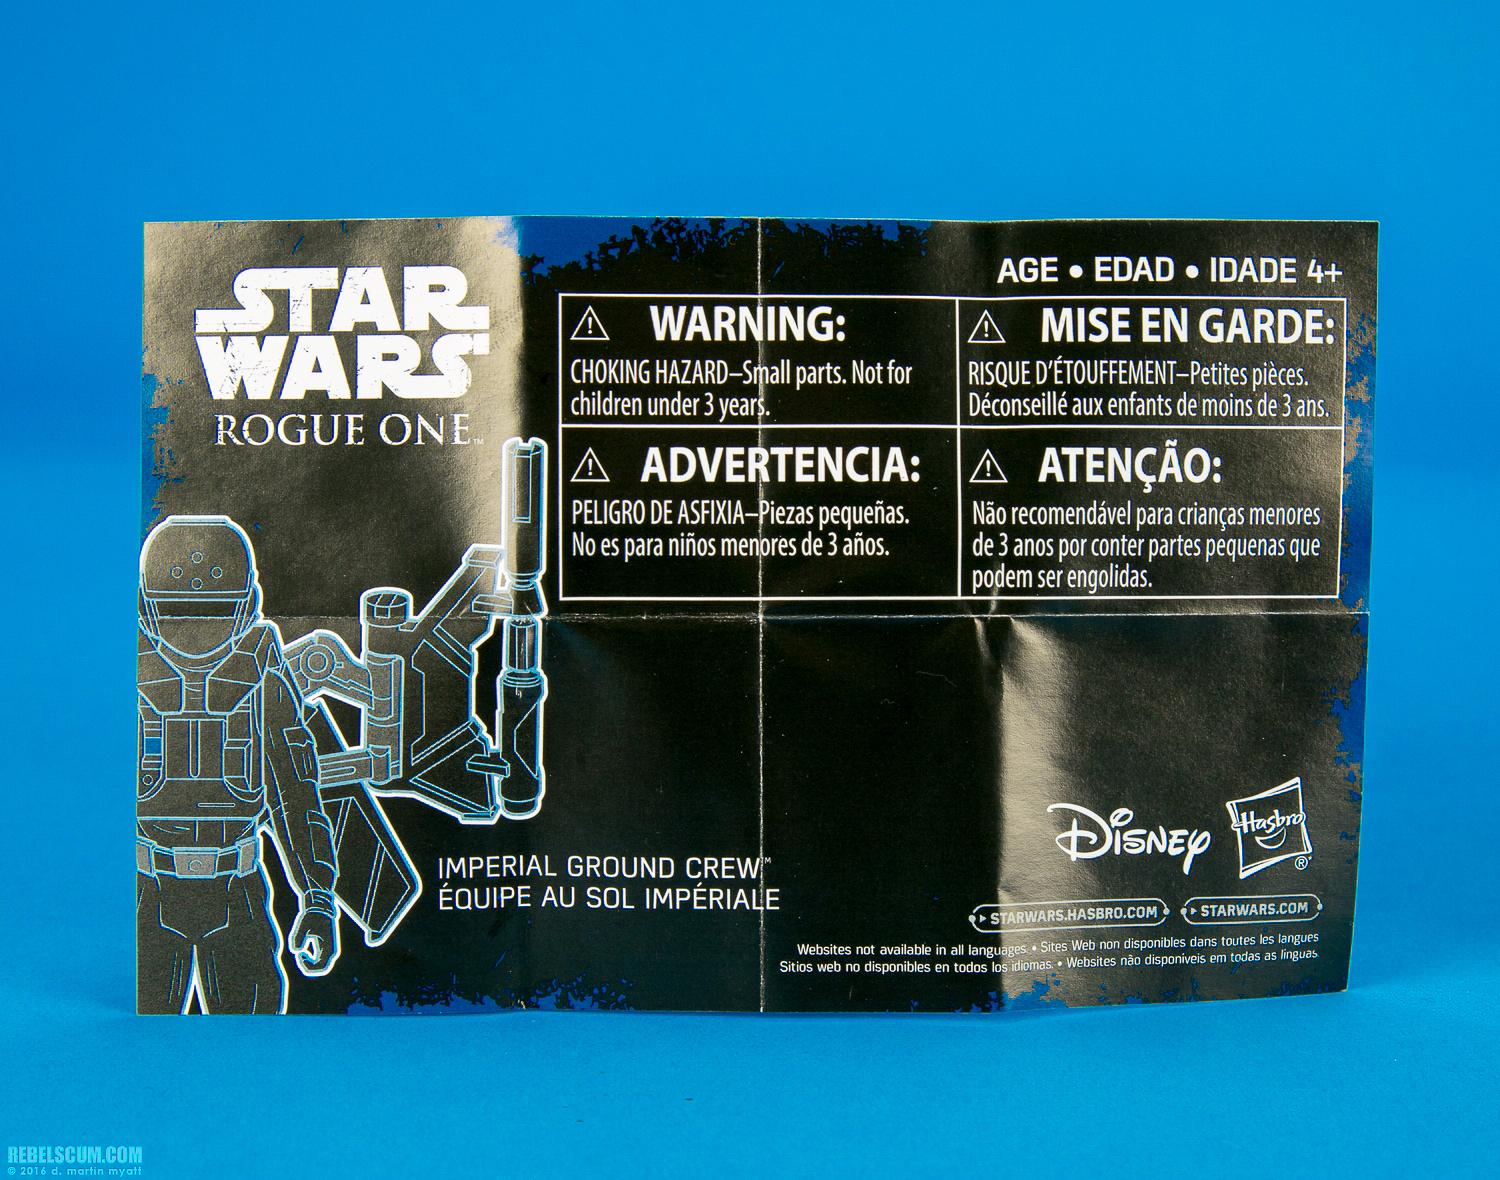 STAR
WARS
ROGUE ONE™
AGE • EDAD • IDADE 4+
WARNING:
CHOKING HAZARD–Small parts. Not for
children under 3 years.
MISE EN GARDE:
RISQUE D'ÉTOUFFEMENT–Petites pièces.
Déconseillé aux enfants de moins de 3 ans.
ADVERTENCIA:
PELIGRO DE ASFIXIA–Piezas pequeñas.
No es para niños menores de 3 años.
ATENÇÃO:
Não recomendável para crianças menores
de 3 anos por conter partes pequenas que
podem ser engolidas.
IMPERIAL GROUND CREW™
ÉQUIPE AU SOL IMPÉRIALE
Disney
Hasbro®
STARWARS.HASBRO.COM
STARWARS.COM
Websites not available in all languages. • Sites Web non disponibles dans toutes les langues
Sitios web no disponibles en todos los idiomas. • Websites não disponíveis em todas as línguas.
REBELSCUM.COM
© 2016 d. martin myatt